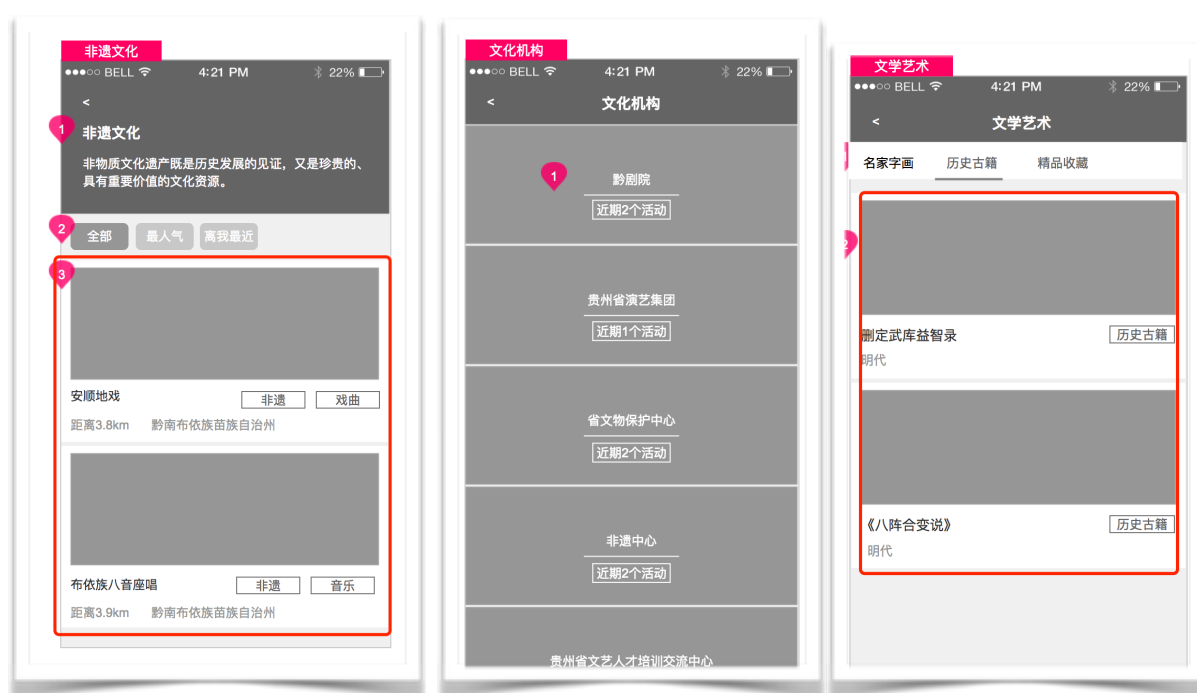 非遗文化
BELL 4:21 PM 22%
<
1
非遗文化
非物质文化遗产既是历史发展的见证，又是珍贵的、
具有重要价值的文化资源。
2
全部 最人气 离我最近
3
安顺地戏 非遗 戏曲
距离3.8km 黔南布依族苗族自治州
布依族八音座唱 非遗 音乐
距离3.9km 黔南布依族苗族自治州
文化机构
BELL 4:21 PM 22%
< 文化机构
1
黔剧院
近期2个活动
贵州省演艺集团
近期1个活动
省文物保护中心
近期2个活动
非遗中心
近期2个活动
贵州省文艺人才培训交流中心
文学艺术
BELL 4:21 PM 22%
< 文学艺术
名家字画 历史古籍 精品收藏
2
删定武库益智录 历史古籍
明代
《八阵合变说》 历史古籍
明代